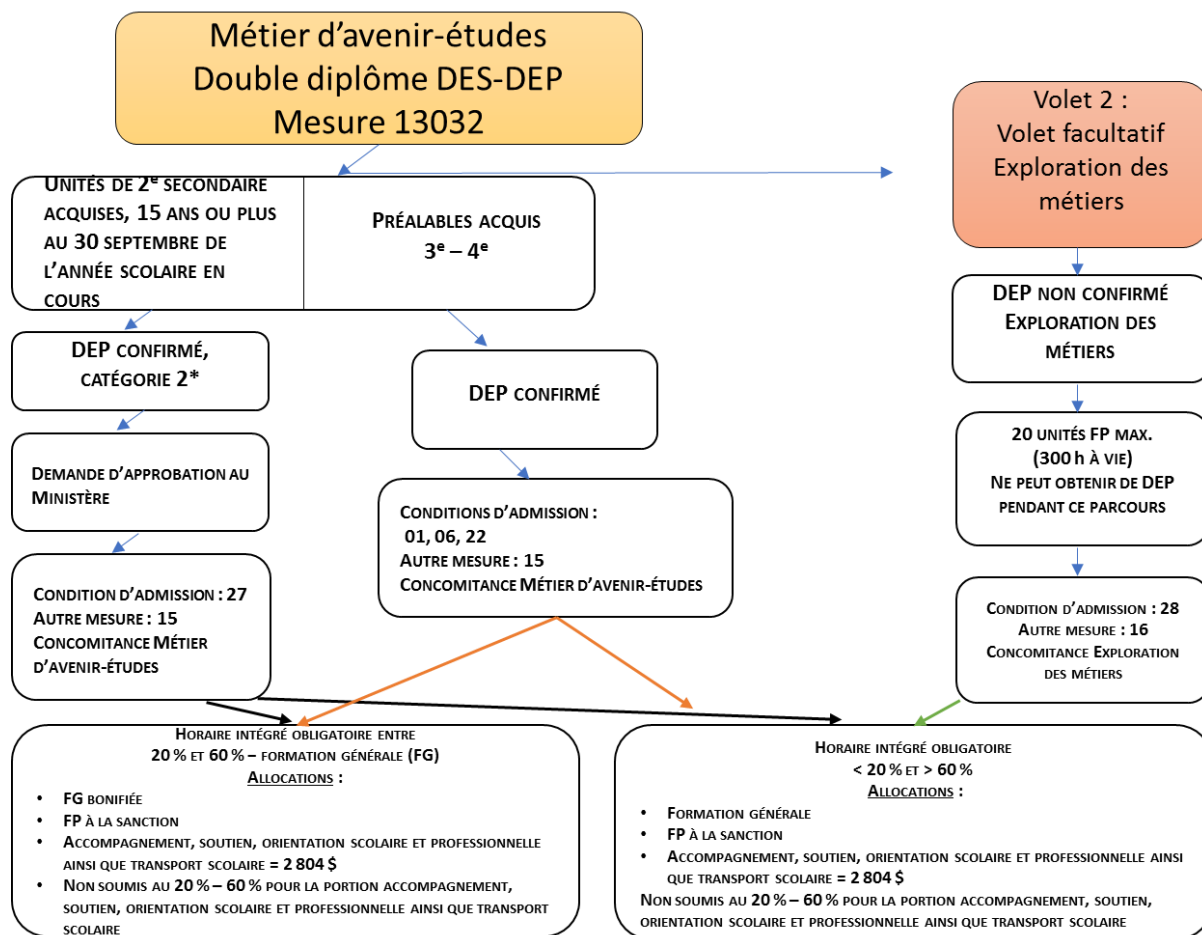 Métier d'avenir-études
Double diplôme DES-DEP
Mesure 13032
Volet 2 :
Volet facultatif
Exploration des
métiers
Unités de 2e secondaire
acquises, 15 ans ou plus
au 30 septembre de
l'année scolaire en
cours
Préalables acquis
3e – 4e
DEP non confirmé
Exploration des
métiers
DEP confirmé,
catégorie 2*
DEP confirmé
20 unités FP max.
(300 h à vie)
Ne peut obtenir de DEP
pendant ce parcours
Demande d'approbation au
Ministère
Conditions d'admission :
01, 06, 22
Autre mesure : 15
Concomitance Métier d'avenir-études
Condition d'admission : 27
Autre mesure : 15
Concomitance Métier
d'avenir-études
Condition d'admission : 28
Autre mesure : 16
Concomitance Exploration
des métiers
Horaire intégré obligatoire entre
20 % et 60 % – formation générale (FG)
Allocations :
• FG bonifiée
• FP à la sanction
• Accompagnement, soutien, orientation scolaire et professionnelle
ainsi que transport scolaire = 2 804 $
• Non soumis au 20 % – 60 % pour la portion accompagnement,
soutien, orientation scolaire et professionnelle ainsi que transport
scolaire
Horaire intégré obligatoire
< 20 % et > 60 %
Allocations :
• Formation générale
• FP à la sanction
• Accompagnement, soutien, orientation scolaire et professionnelle ainsi
que transport scolaire = 2 804 $
Non soumis au 20 % – 60 % pour la portion accompagnement, soutien,
orientation scolaire et professionnelle ainsi que transport scolaire